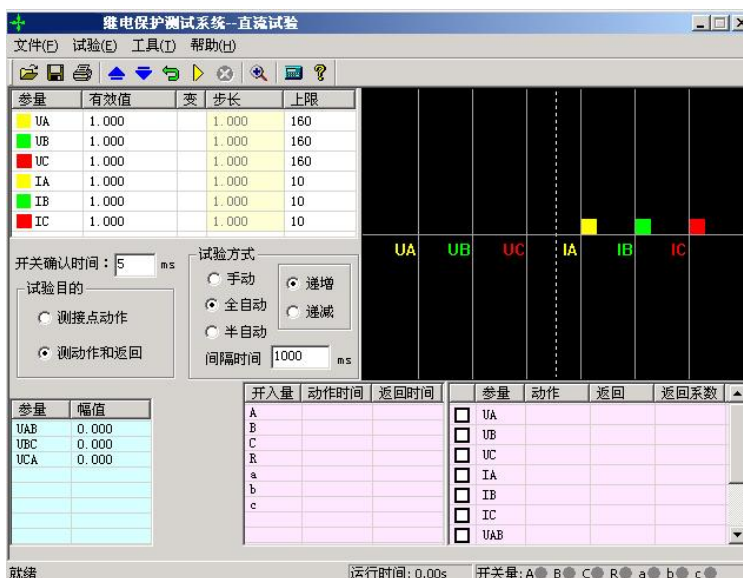 继电保护测试系统--直流试验
文件(F) 试验(E) 工具(T) 帮助(H)
参量 有效值 变 步长 上限
UA 1.000 1.000 160
UB 1.000 1.000 160
UC 1.000 1.000 160
IA 1.000 1.000 10
IB 1.000 1.000 10
IC 1.000 1.000 10
UA UB UC IA IB IC
开关确认时间：5 ms
试验目的
测接点动作
测动作和返回
试验方式
手动
全自动
半自动
递增
递减
间隔时间 1000 ms
参量 幅值
UAB 0.000
UBC 0.000
UCA 0.000
开入量 动作时间 返回时间
A
B
C
R
a
b
c
参量 动作 返回 返回系数
UA
UB
UC
IA
IB
IC
UAB
就绪 运行时间: 0.00s 开关量: A B C R a b c